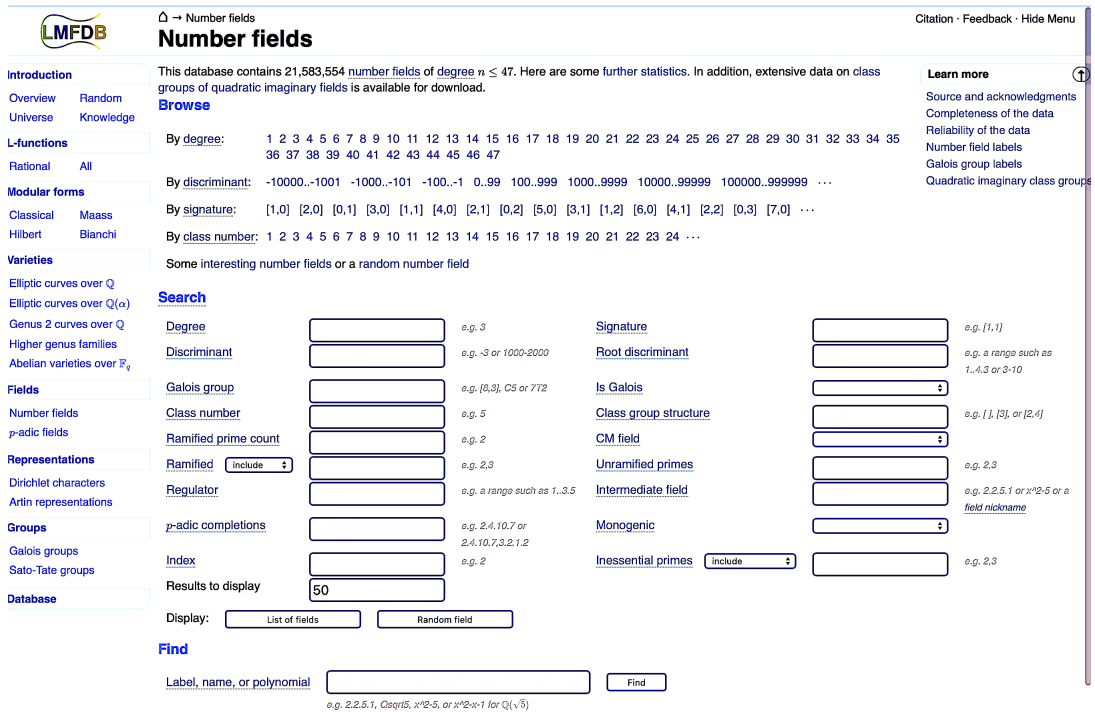 LMFDB
⌂ → Number fields
Citation · Feedback · Hide Menu
Number fields
Introduction
Overview Random
Universe Knowledge
L-functions
Rational All
Modular forms
Classical Maass
Hilbert Bianchi
Varieties
Elliptic curves over ℚ
Elliptic curves over ℚ(α)
Genus 2 curves over ℚ
Higher genus families
Abelian varieties over 𝔽q
Fields
Number fields
p-adic fields
Representations
Dirichlet characters
Artin representations
Groups
Galois groups
Sato-Tate groups
Database
This database contains 21,583,554 number fields of degree n ≤ 47. Here are some further statistics. In addition, extensive data on class
groups of quadratic imaginary fields is available for download.
Browse
By degree: 1 2 3 4 5 6 7 8 9 10 11 12 13 14 15 16 17 18 19 20 21 22 23 24 25 26 27 28 29 30 31 32 33 34 35
36 37 38 39 40 41 42 43 44 45 46 47
By discriminant: -10000..-1001 -1000..-101 -100..-1 0..99 100..999 1000..9999 10000..99999 100000..999999 ⋯
By signature: [1,0] [2,0] [0,1] [3,0] [1,1] [4,0] [2,1] [0,2] [5,0] [3,1] [1,2] [6,0] [4,1] [2,2] [0,3] [7,0] ⋯
By class number: 1 2 3 4 5 6 7 8 9 10 11 12 13 14 15 16 17 18 19 20 21 22 23 24 ⋯
Some interesting number fields or a random number field
Search
Degree e.g. 3 Signature e.g. [1,1]
Discriminant e.g. -3 or 1000-2000 Root discriminant e.g. a range such as
1..4.3 or 3-10
Galois group e.g. [8,3], C5 or 7T2 Is Galois
Class number e.g. 5 Class group structure e.g. [ ], [3], or [2,4]
Ramified prime count e.g. 2 CM field
Ramified include e.g. 2,3 Unramified primes e.g. 2,3
Regulator e.g. a range such as 1..3.5 Intermediate field e.g. 2.2.5.1 or x^2-5 or a
field nickname
p-adic completions e.g. 2.4.10.7 or Monogenic
2.4.10.7,3.2.1.2
Index e.g. 2 Inessential primes include e.g. 2,3
Results to display 50
Display: List of fields Random field
Find
Label, name, or polynomial Find
e.g. 2.2.5.1, Qsqrt5, x^2-5, or x^2-x-1 for ℚ(√5)
Learn more
Source and acknowledgments
Completeness of the data
Reliability of the data
Number field labels
Galois group labels
Quadratic imaginary class groups